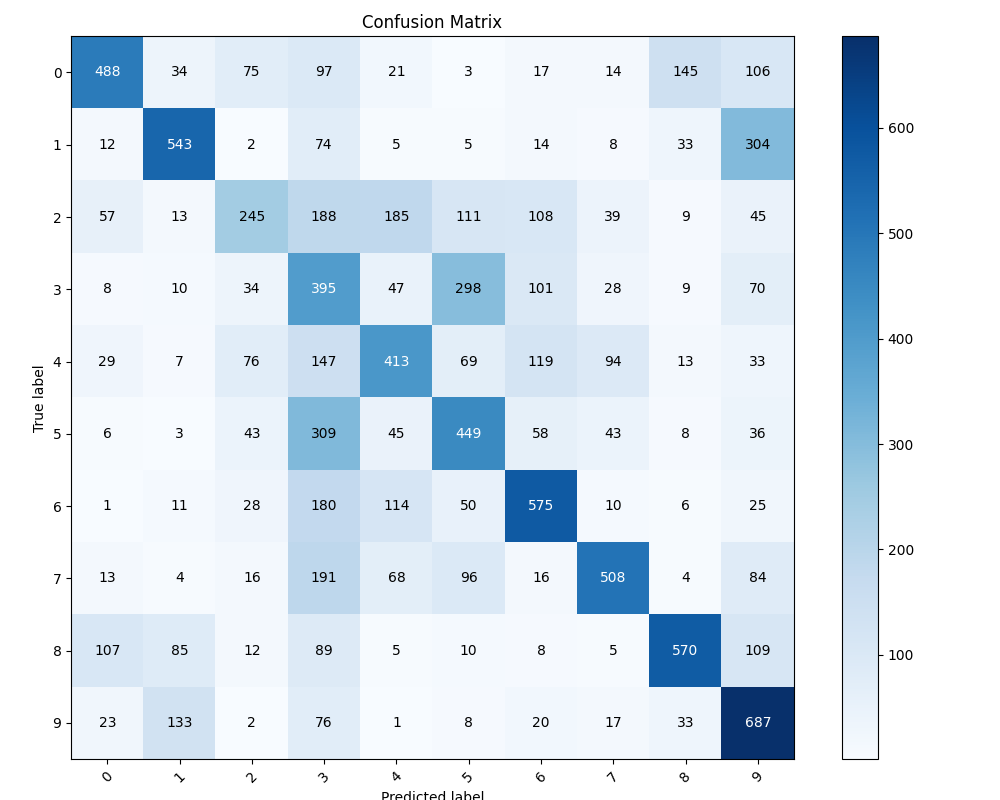 Confusion Matrix
0 488 34 75 97 21 3 17 14 145 106
1 12 543 2 74 5 5 14 8 33 304 600
2 57 13 245 188 185 111 108 39 9 45 500
3 8 10 34 395 47 298 101 28 9 70
4 29 7 76 147 413 69 119 94 13 33 400
True label
5 6 3 43 309 45 449 58 43 8 36 300
6 1 11 28 180 114 50 575 10 6 25
7 13 4 16 191 68 96 16 508 4 84 200
8 107 85 12 89 5 10 8 5 570 109 100
9 23 133 2 76 1 8 20 17 33 687
0 1 2 3 4 5 6 7 8 9
Predicted label